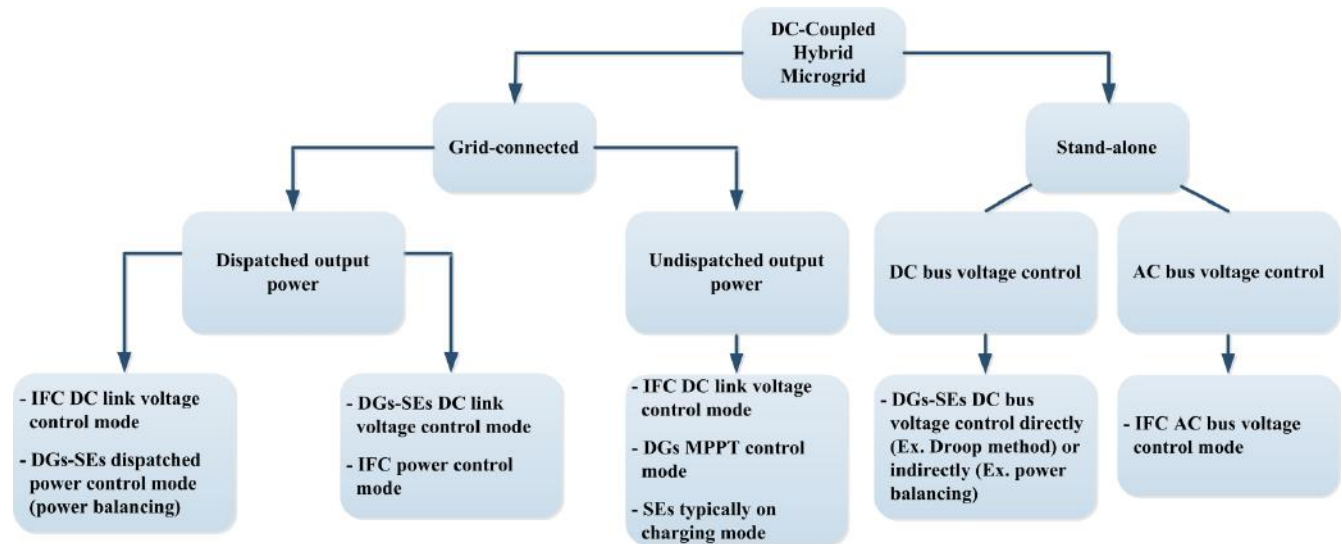 DC-Coupled
Hybrid
Microgrid
Grid-connected
Stand-alone
Dispatched output
power
Undispatched output
power
DC bus voltage control
AC bus voltage control
- IFC DC link voltage
control mode
- DGs-SEs dispatched
power control mode
(power balancing)
- DGs-SEs DC link
voltage control mode
- IFC power control
mode
- IFC DC link voltage
control mode
- DGs MPPT control
mode
- SEs typically on
charging mode
- DGs-SEs DC bus
voltage control directly
(Ex. Droop method) or
indirectly (Ex. power
balancing)
- IFC AC bus voltage
control mode